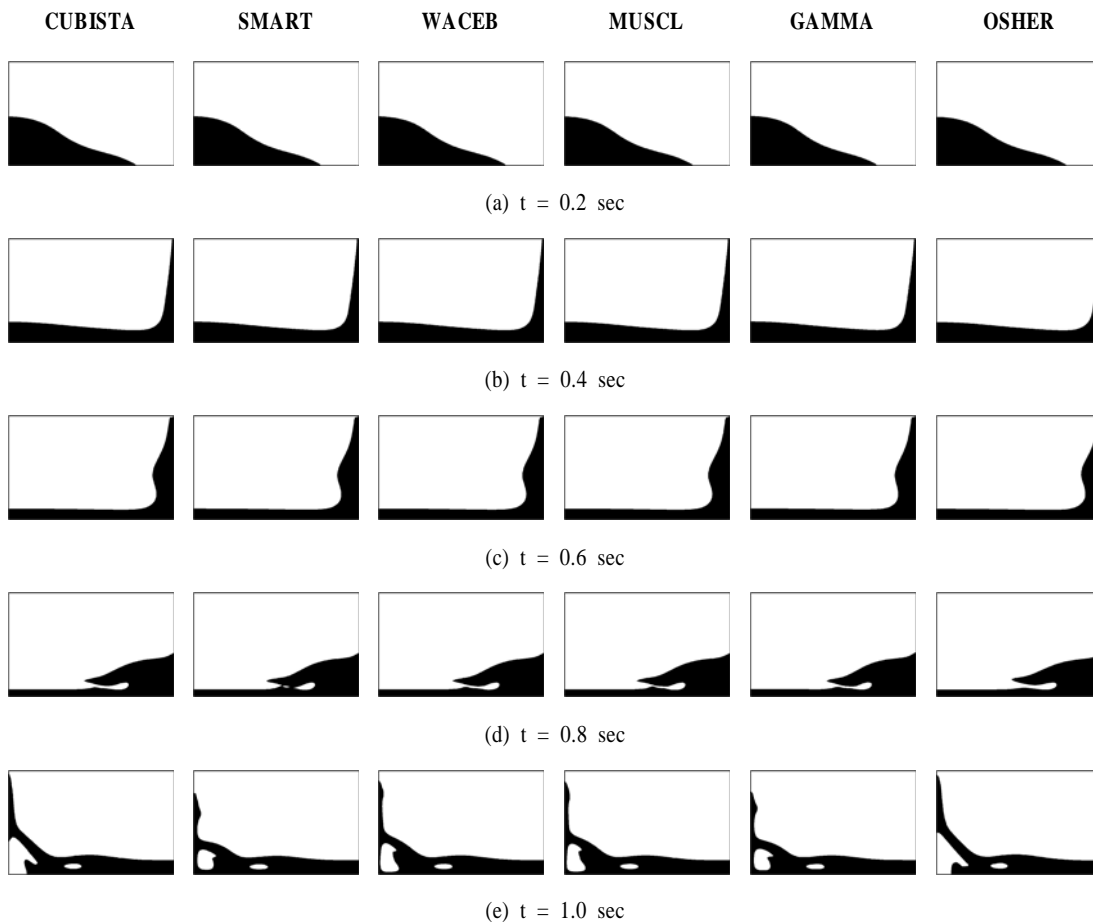 CUBISTA SMART WACEB MUSCL GAMMA OSHER
(a) t = 0.2 sec
(b) t = 0.4 sec
(c) t = 0.6 sec
(d) t = 0.8 sec
(e) t = 1.0 sec